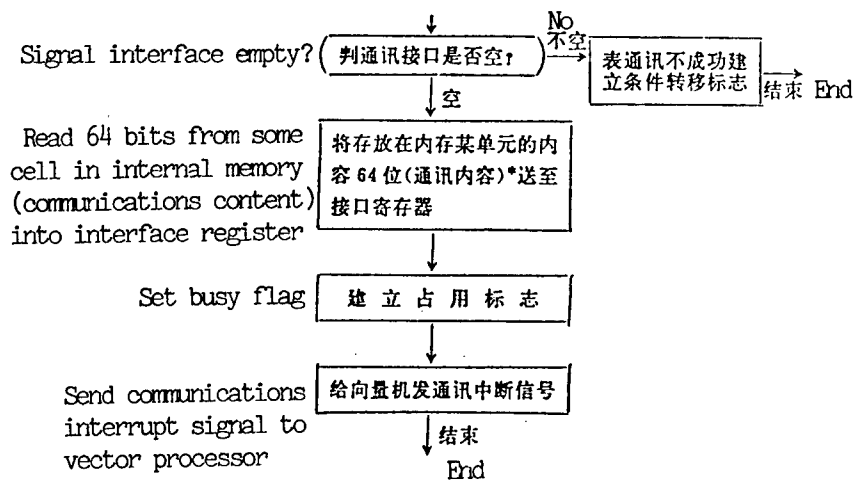 No
Signal interface empty?
判通讯接口是否空?
不空
表通讯不成功建
立条件转移标志
结束 End
空
Read 64 bits from some
cell in internal memory
(communications content)
into interface register
将存放在内存某单元的内
容64位(通讯内容)*送至
接口寄存器
Set busy flag
建立占用标志
Send communications
interrupt signal to
vector processor
给向量机发通讯中断信号
结束
End